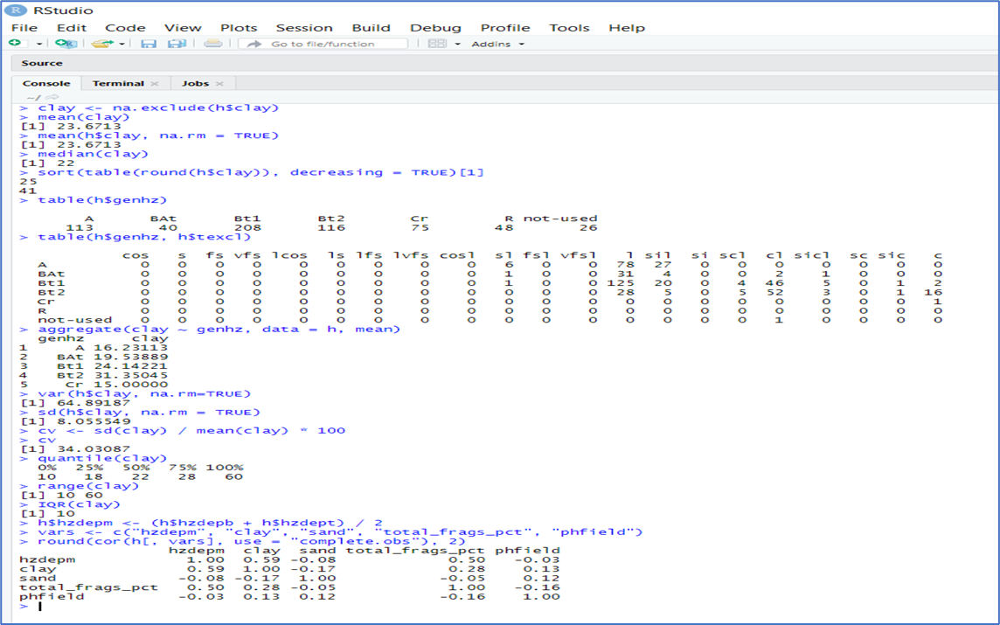 R RStudio
File Edit Code View Plots Session Build Debug Profile Tools Help
Go to file/function Addins
Source
Console Terminal Jobs
~/
> clay <- na.exclude(h$clay)
> mean(clay)
[1] 23.6713
> mean(h$clay, na.rm = TRUE)
[1] 23.6713
> median(clay)
[1] 22
> sort(table(round(h$clay)), decreasing = TRUE)[1]
25
41
> table(h$genhz)
A BAt Bt1 Bt2 Cr R not-used
113 40 208 116 75 48 26
> table(h$genhz, h$texcl)
cos s fs vfs lcos ls lfs lvfs cosl sl fsl vfsl l sil si scl cl sicl sc sic c
A 0 0 0 0 0 0 0 0 0 6 0 0 78 27 0 0 0 0 0 0 0
BAt 0 0 0 0 0 0 0 0 0 1 0 0 31 4 0 0 2 1 0 0 0
Bt1 0 0 0 0 0 0 0 0 0 1 0 0 125 20 0 4 46 5 0 1 2
Bt2 0 0 0 0 0 0 0 0 0 0 0 0 28 5 0 5 52 3 0 1 16
Cr 0 0 0 0 0 0 0 0 0 0 0 0 0 0 0 0 0 0 0 0 1
R 0 0 0 0 0 0 0 0 0 0 0 0 0 0 0 0 0 0 0 0 0
not-used 0 0 0 0 0 0 0 0 0 0 0 0 0 0 0 0 1 0 0 0 0
> aggregate(clay ~ genhz, data = h, mean)
genhz clay
1 A 16.23113
2 BAt 19.53889
3 Bt1 24.14221
4 Bt2 31.35045
5 Cr 15.00000
> var(h$clay, na.rm=TRUE)
[1] 64.89187
> sd(h$clay, na.rm = TRUE)
[1] 8.055549
> cv <- sd(clay) / mean(clay) * 100
> cv
[1] 34.03087
> quantile(clay)
0% 25% 50% 75% 100%
10 18 22 28 60
> range(clay)
[1] 10 60
> IQR(clay)
[1] 10
> h$hzdepm <- (h$hzdepb + h$hzdept) / 2
> vars <- c("hzdepm", "clay", "sand", "total_frags_pct", "phfield")
> round(cor(h[, vars], use = "complete.obs"), 2)
hzdepm clay sand total_frags_pct phfield
hzdepm 1.00 0.59 -0.08 0.50 -0.03
clay 0.59 1.00 -0.17 0.28 0.13
sand -0.08 -0.17 1.00 -0.05 0.12
total_frags_pct 0.50 0.28 -0.05 1.00 -0.16
phfield -0.03 0.13 0.12 -0.16 1.00
>